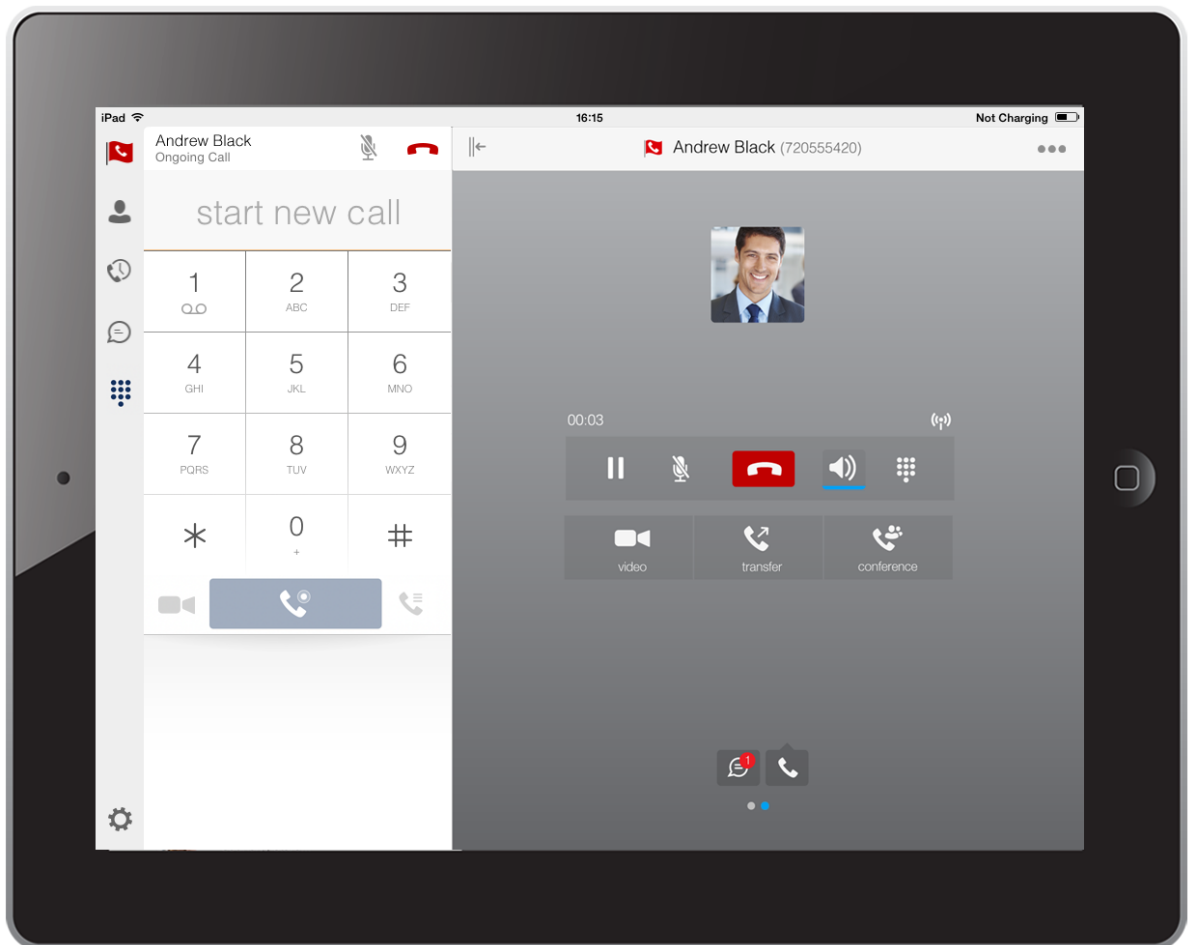 iPad 16:15 Not Charging
Andrew Black
Ongoing Call
Andrew Black (720555420)
start new call
1 2 3
ABC DEF
4 5 6
GHI JKL MNO
7 8 9
PQRS TUV WXYZ
* 0 #
+
00:03
video transfer conference
1